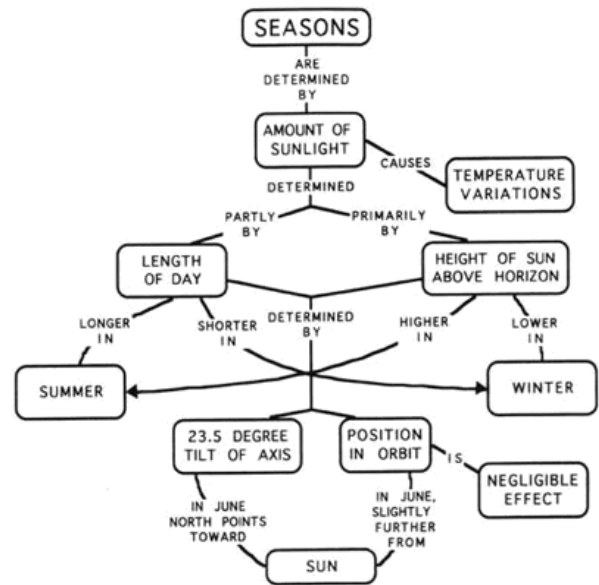 SEASONS
ARE
DETERMINED
BY
AMOUNT OF
SUNLIGHT
CAUSES
TEMPERATURE
VARIATIONS
DETERMINED
PARTLY
BY
PRIMARILY
BY
LENGTH
OF DAY
HEIGHT OF SUN
ABOVE HORIZON
LONGER
IN
SHORTER
IN
DETERMINED
BY
HIGHER
IN
LOWER
IN
SUMMER
WINTER
23.5 DEGREE
TILT OF AXIS
POSITION
IN ORBIT
IS
NEGLIGIBLE
EFFECT
IN JUNE
NORTH POINTS
TOWARD
IN JUNE,
SLIGHTLY
FURTHER
FROM
SUN